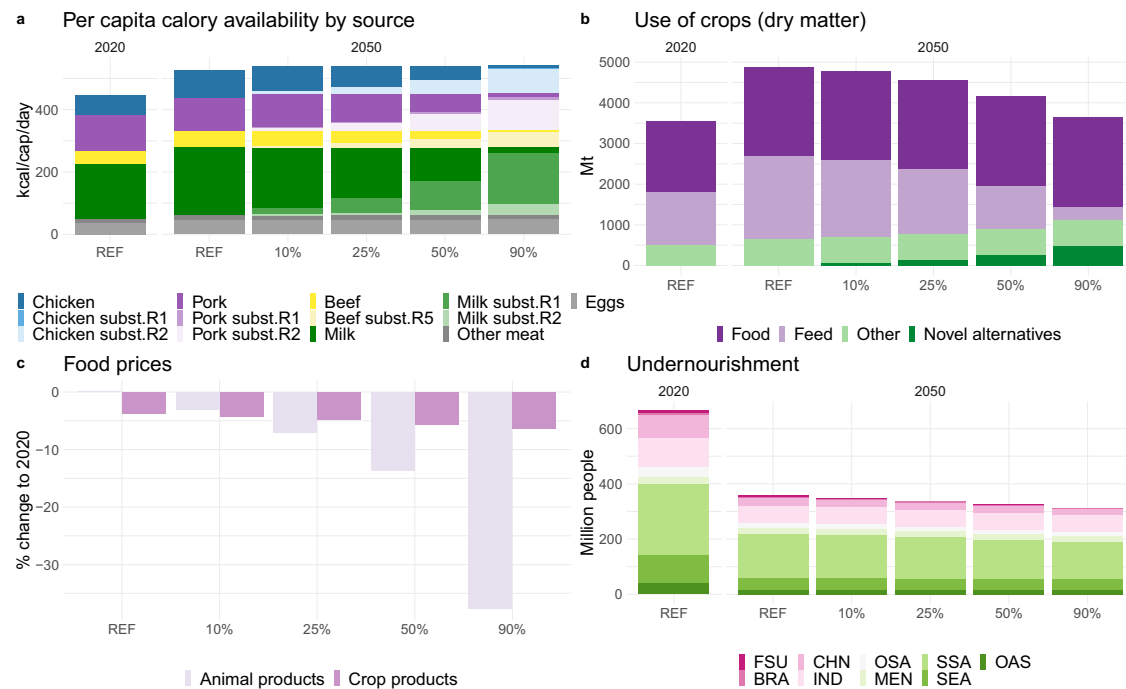 a Per capita calory availability by source
2020 2050
kcal/cap/day
400
200
0
REF REF 10% 25% 50% 90%
Chicken Pork Beef Milk subst.R1 Eggs
Chicken subst.R1 Pork subst.R1 Beef subst.R5 Milk subst.R2
Chicken subst.R2 Pork subst.R2 Milk Other meat
b Use of crops (dry matter)
2020 2050
Mt
5000
4000
3000
2000
1000
0
REF REF 10% 25% 50% 90%
Food Feed Other Novel alternatives
c Food prices
% change to 2020
0
−10
−20
−30
REF 10% 25% 50% 90%
Animal products Crop products
d Undernourishment
2020 2050
Million people
600
400
200
0
REF REF 10% 25% 50% 90%
FSU CHN OSA SSA OAS
BRA IND MEN SEA